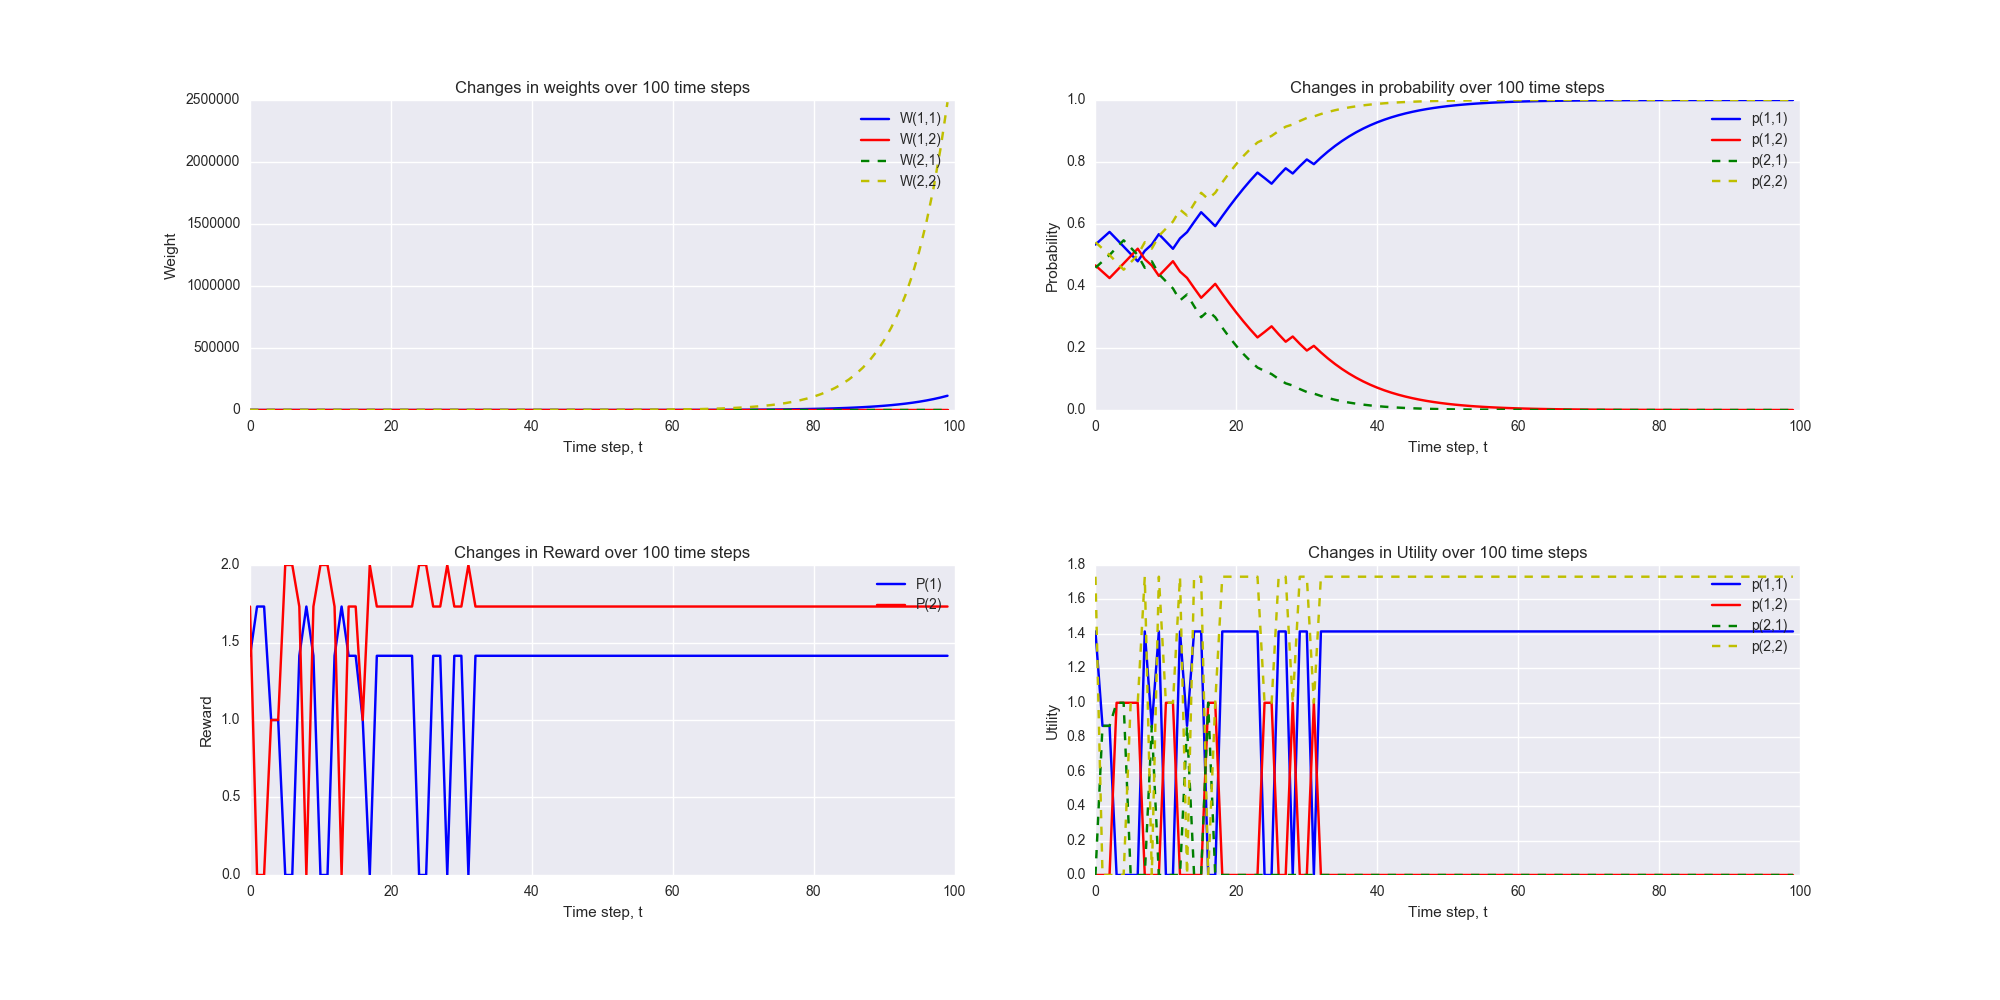 Changes in weights over 100 time steps
2500000
2000000
1500000
1000000
500000
0
Weight
W(1,1)
W(1,2)
W(2,1)
W(2,2)
0 20 40 60 80 100
Time step, t
Changes in probability over 100 time steps
1.0
0.8
0.6
0.4
0.2
0.0
Probability
p(1,1)
p(1,2)
p(2,1)
p(2,2)
0 20 40 60 80 100
Time step, t
Changes in Reward over 100 time steps
2.0
1.5
1.0
0.5
0.0
Reward
P(1)
P(2)
0 20 40 60 80 100
Time step, t
Changes in Utility over 100 time steps
1.8
1.6
1.4
1.2
1.0
0.8
0.6
0.4
0.2
0.0
Utility
p(1,1)
p(1,2)
p(2,1)
p(2,2)
0 20 40 60 80 100
Time step, t